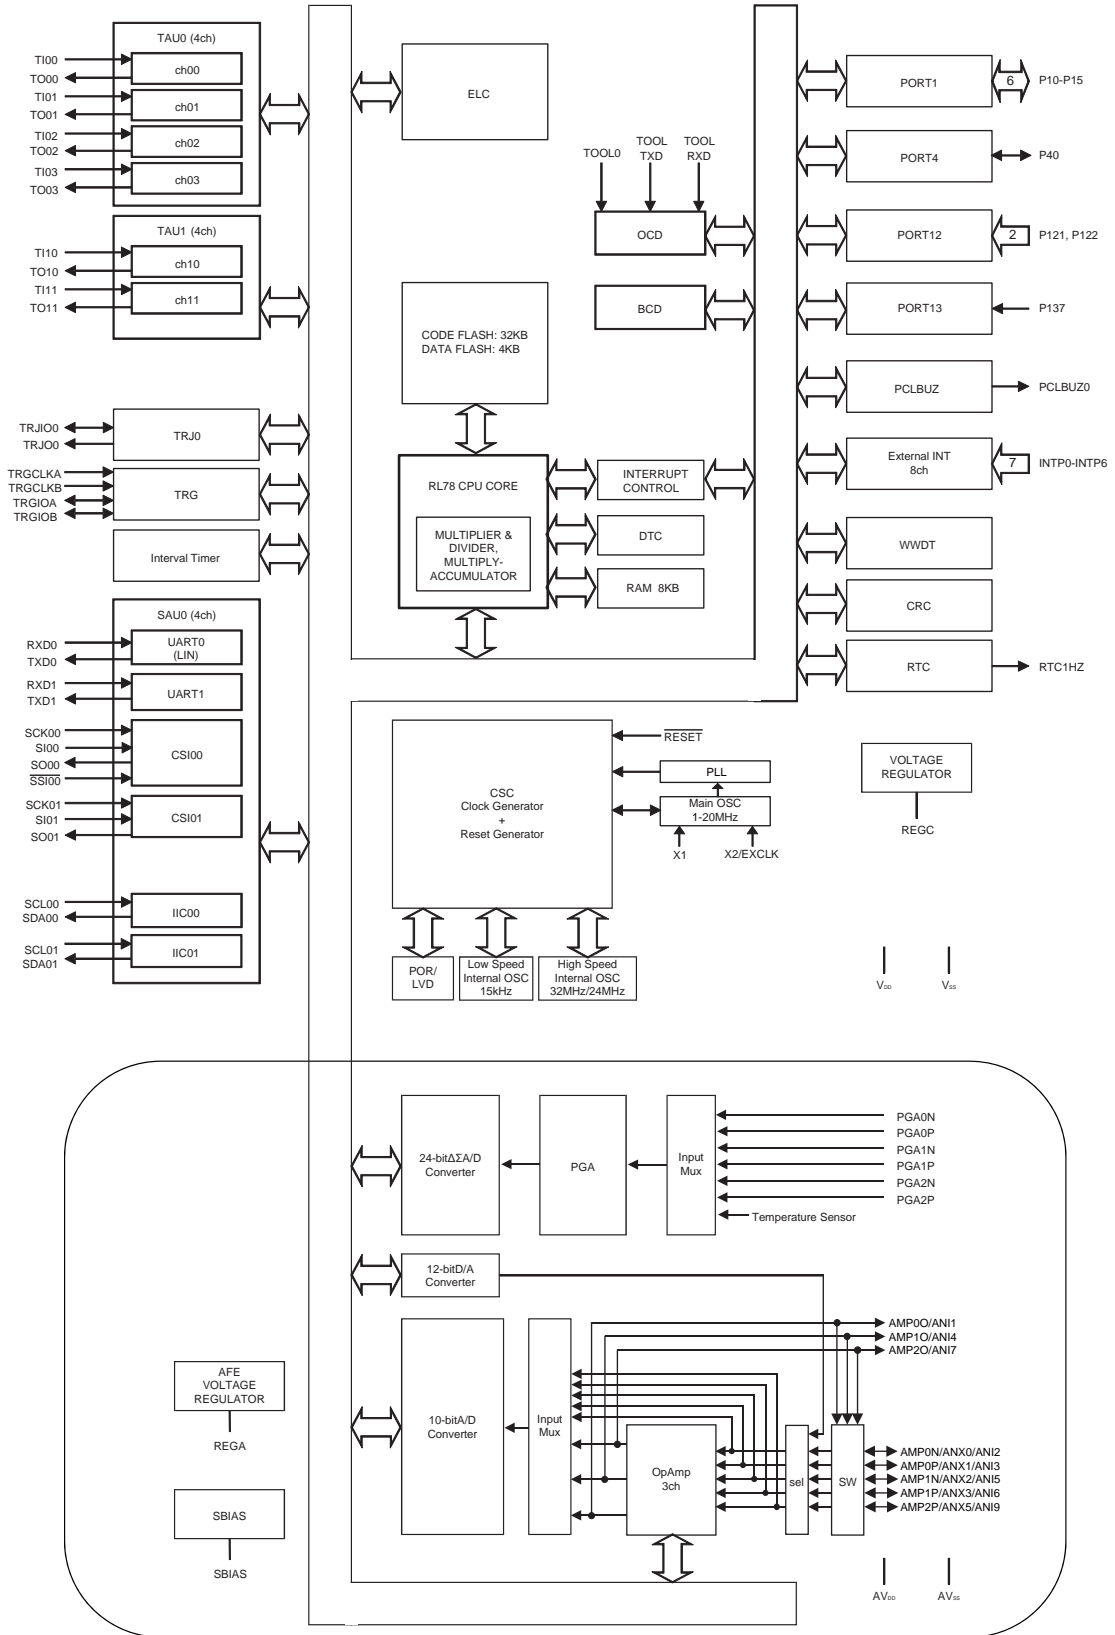 TAU0 (4ch)
TI00
TO00
ch00
TI01
TO01
ch01
TI02
TO02
ch02
TI03
TO03
ch03
TAU1 (4ch)
TI10
TO10
ch10
TI11
TO11
ch11
TRJIO0
TRJO0
TRJ0
TRGCLKA
TRGCLKB
TRGIOA
TRGIOB
TRG
Interval Timer
SAU0 (4ch)
RXD0
TXD0
UART0
(LIN)
RXD1
TXD1
UART1
SCK00
SI00
SO00
SSI00
CSI00
SCK01
SI01
SO01
CSI01
SCL00
SDA00
IIC00
SCL01
SDA01
IIC01
ELC
TOOL0
TOOL
TXD
TOOL
RXD
OCD
BCD
CODE FLASH: 32KB
DATA FLASH: 4KB
RL78 CPU CORE
MULTIPLIER &
DIVIDER,
MULTIPLY-
ACCUMULATOR
INTERRUPT
CONTROL
DTC
RAM 8KB
PORT1
6
P10-P15
PORT4
P40
PORT12
2
P121, P122
PORT13
P137
PCLBUZ
PCLBUZ0
External INT
8ch
7
INTP0-INTP6
WWDT
CRC
RTC
RTC1HZ
CSC
Clock Generator
+
Reset Generator
RESET
PLL
Main OSC
1-20MHz
X1
X2/EXCLK
POR/
LVD
Low Speed
Internal OSC
15kHz
High Speed
Internal OSC
32MHz/24MHz
VOLTAGE
REGULATOR
REGC
VDD
VSS
24-bitΔΣA/D
Converter
PGA
Input
Mux
PGA0N
PGA0P
PGA1N
PGA1P
PGA2N
PGA2P
Temperature Sensor
12-bitD/A
Converter
10-bitA/D
Converter
Input
Mux
OpAmp
3ch
sel
SW
AMP0O/ANI1
AMP1O/ANI4
AMP2O/ANI7
AMP0N/ANX0/ANI2
AMP0P/ANX1/ANI3
AMP1N/ANX2/ANI5
AMP1P/ANX3/ANI6
AMP2P/ANX5/ANI9
AFE
VOLTAGE
REGULATOR
REGA
SBIAS
SBIAS
AVDD
AVSS